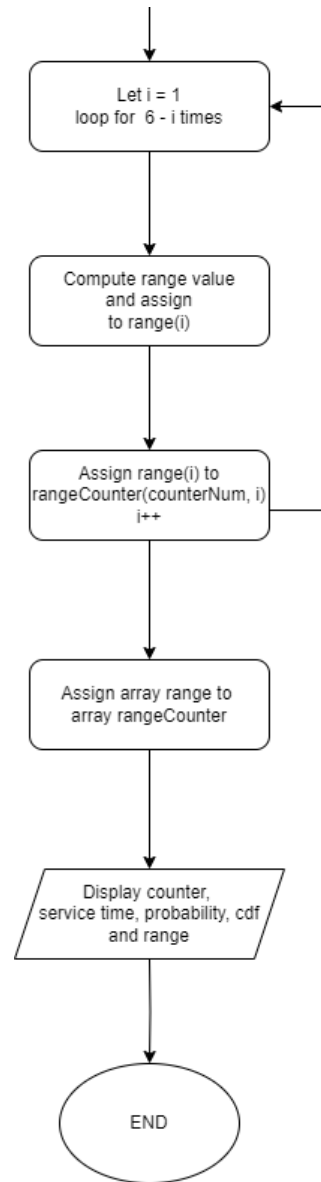 Let i = 1
loop for 6 - i times
Compute range value
and assign
to range(i)
Assign range(i) to
rangeCounter(counterNum, i)
i++
Assign array range to
array rangeCounter
Display counter,
service time, probability, cdf
and range
END